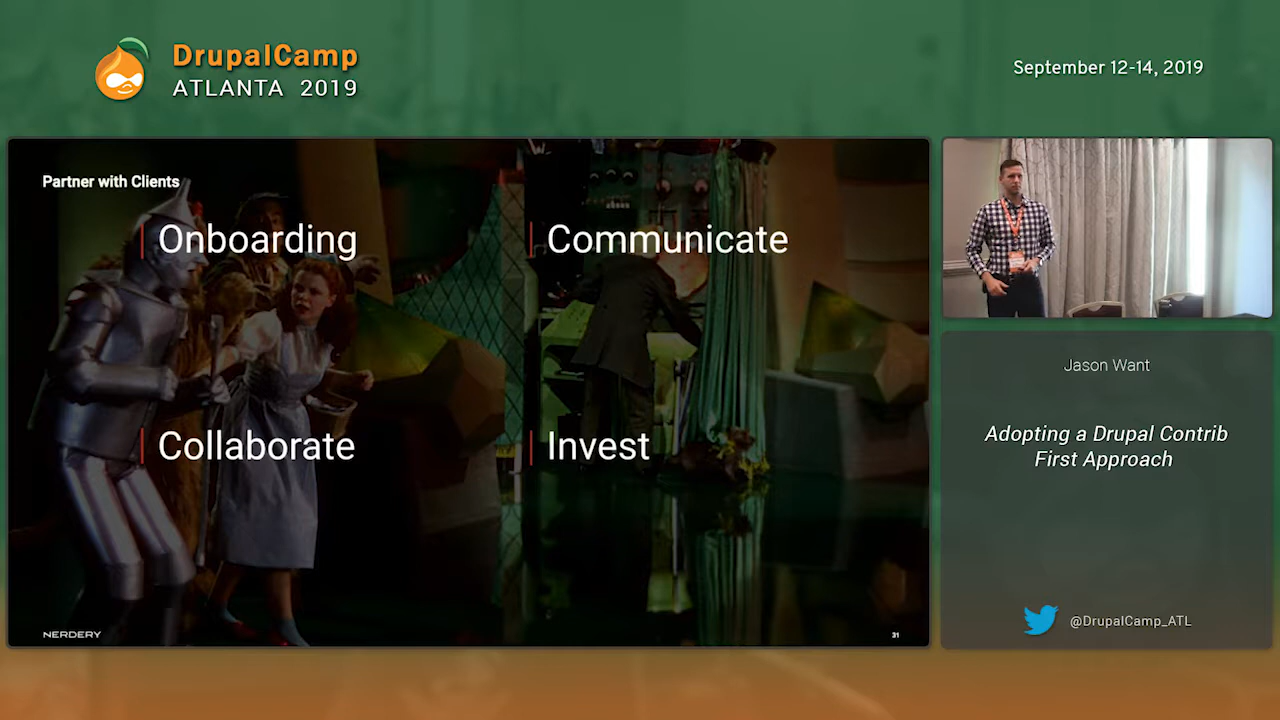 DrupalCamp
ATLANTA 2019
September 12-14, 2019
Partner with Clients
Onboarding
Communicate
Collaborate
Invest
NERDERY
31
Jason Want
Adopting a Drupal Contrib
First Approach
@DrupalCamp_ATL